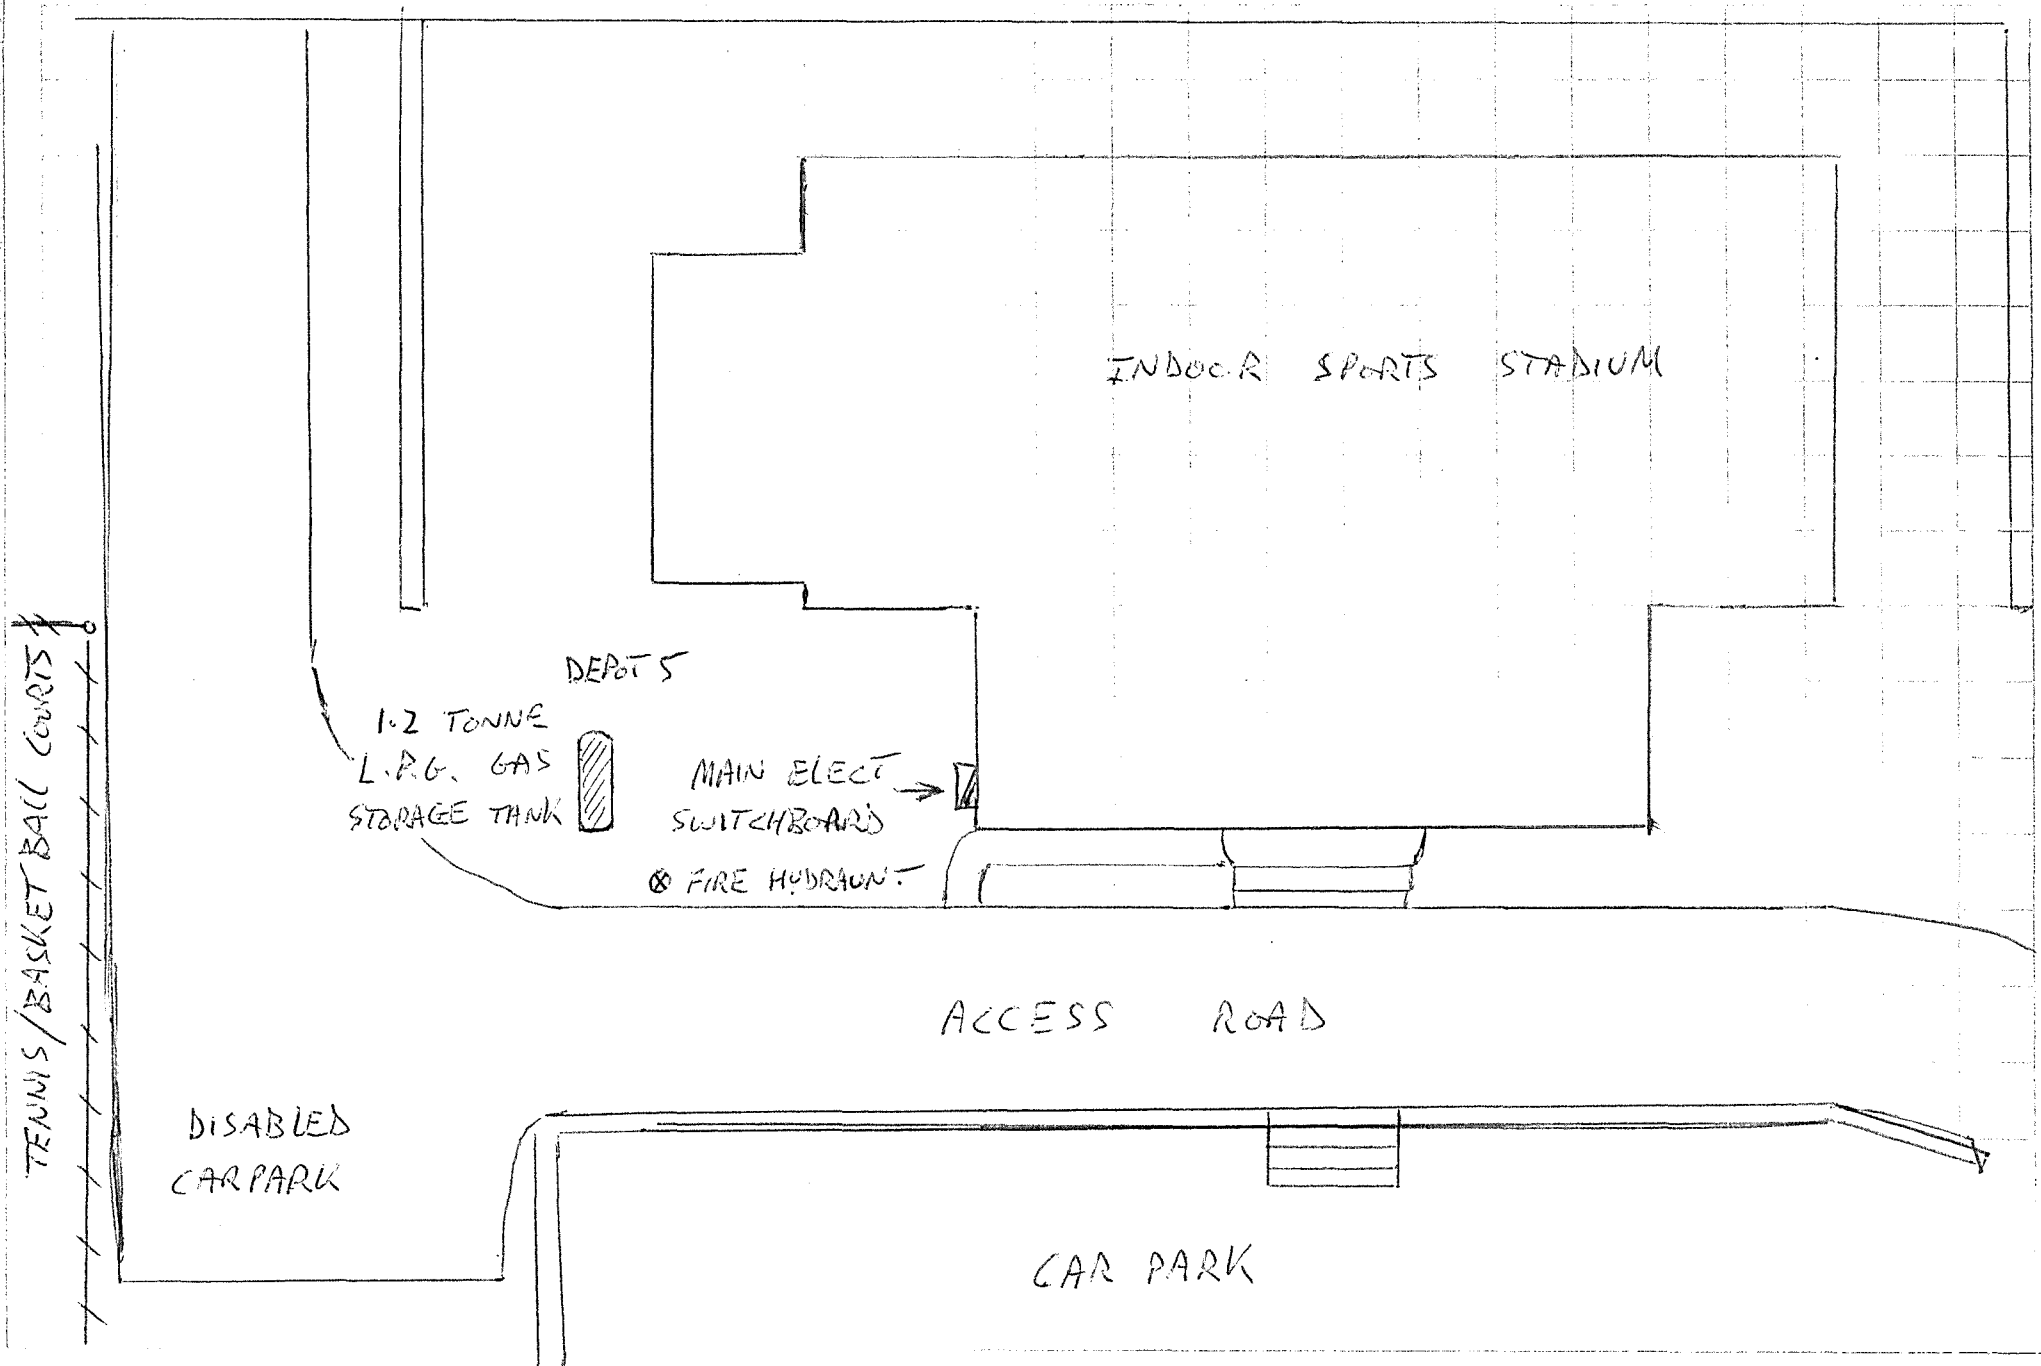 INDOOR SPORTS STADIUM
DEPOT 5
1.2 TONNE
L.P.G. GAS
STORAGE TANK
MAIN ELECT
SWITCHBOARD
⊗ FIRE HYDRAUNT
TENNIS/BASKET BALL COURTS
ACCESS ROAD
DISABLED
CARPARK
CAR PARK